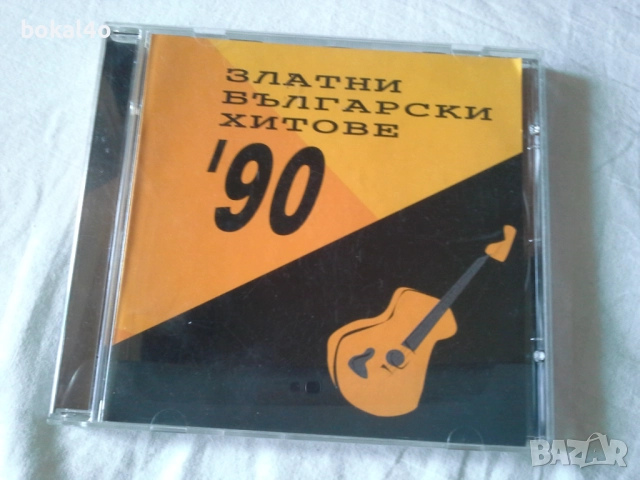 bokal40
ЗЛАТНИ
БЪЛГАРСКИ
ХИТОВЕ
'90
BAZAR